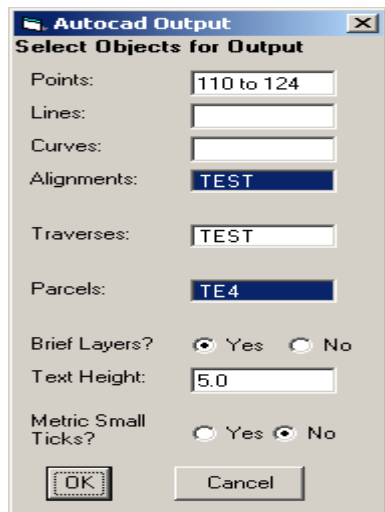 Autocad Output
Select Objects for Output
Points: 110 to 124
Lines:
Curves:
Alignments: TEST
Traverses: TEST
Parcels: TE4
Brief Layers? Yes No
Text Height: 5.0
Metric Small
Ticks? Yes No
OK Cancel